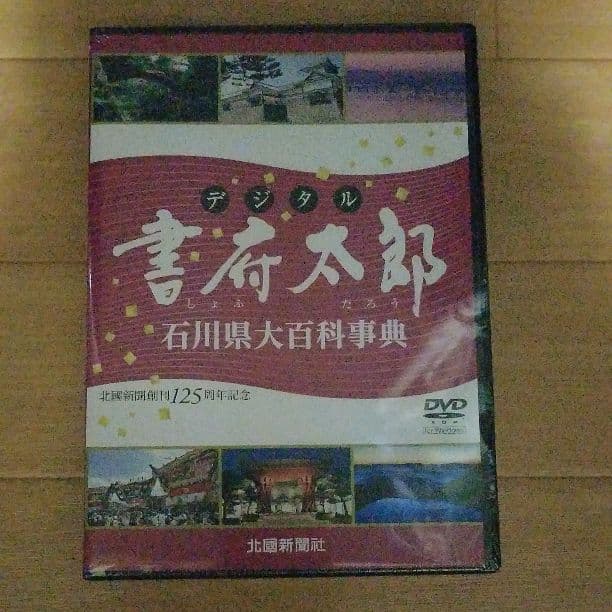 デジタル
書府太郎
しょふ だろう
石川県大百科事典
北國新聞創刊125周年記念
DVD
ROM
北國新聞社